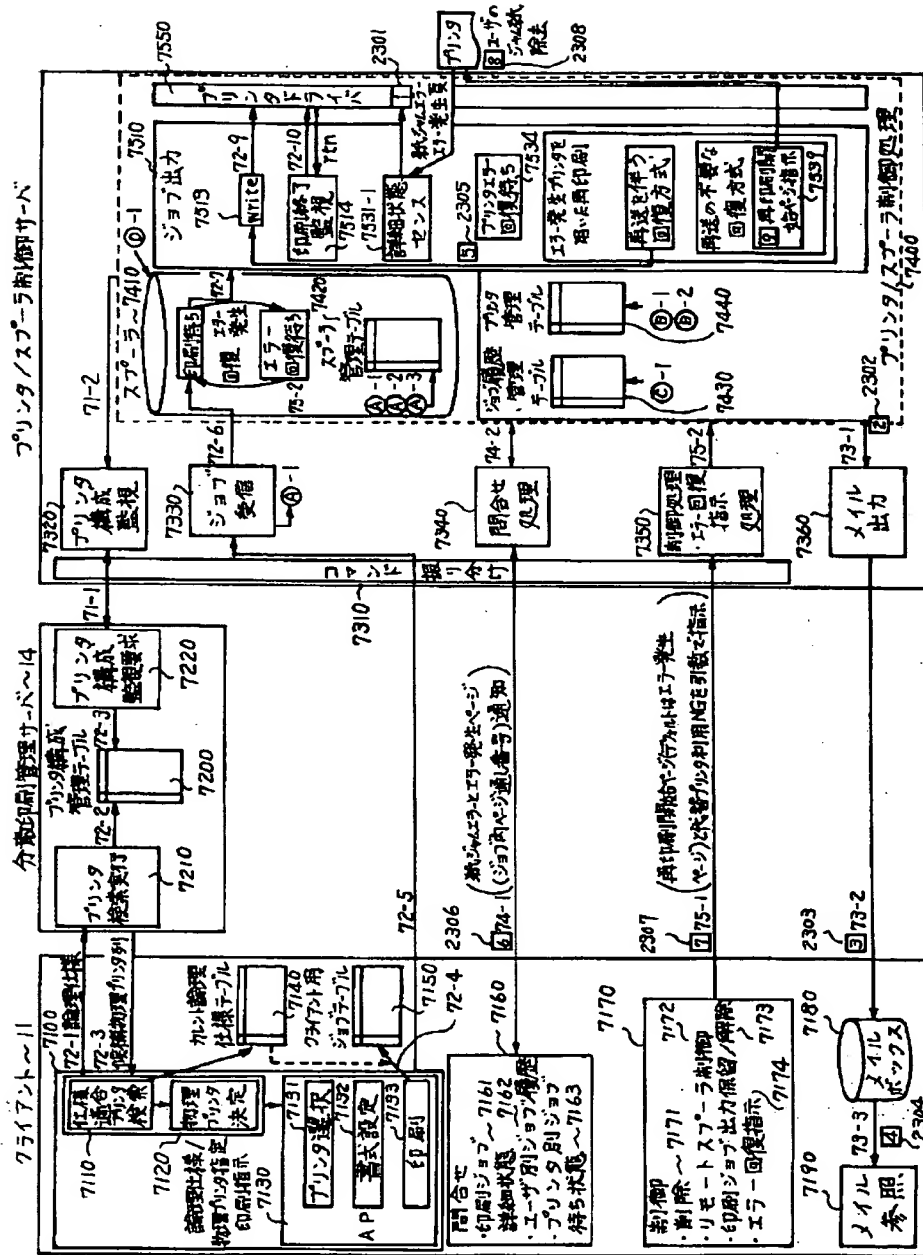 プリンタ/スプーラ制御サーバ
7550
プリンタドライバ
2301
1
プリンタ
8 ユーザのジャム紙除去
2308
7510
ジョブ出力
7513
write
72-9
72-10
rtn
印刷終了監視
7514
7531-1
詳細状態センス
紙ジャムエラー
エラー発生頁
5
2305
プリンタエラー回復待ち
7534
エラー発生プリンタを
用いた再印刷
再送を伴う
回復方式
再送の不要な
回復方式
9 再印刷開始ページ指示
7539
プリンタ/スプーラ制御処理
7400
スプーラ~7410
D-1
印刷待ち
72-7
回復
エラー発生
エラー回復待ち
75-2
7420
スプーラ管理テーブル
A-1
A-2
A-3
プリンタ管理テーブル
B-1
B-2
7440
ジョブ履歴管理テーブル
C-1
7430
2
2302
71-2
7320
プリンタ構成監視
7330
ジョブ受信
72-6
A-1
7340
問合せ処理
74-2
7350
制御処理
・エラー回復指示
処理
75-2
7360
メイル出力
73-1
コマンド振り分け
7310
分散印刷管理サーバ~14
71-1
プリンタ構成監視要求
7220
72-3
プリンタ構成管理テーブル
7200
72-2
プリンタ検索実行
7210
72-5
2306
6
74-1
(紙ジャムエラーとエラー発生ページ
(ジョブ内ページ通し番号)通知)
2307
7
75-1
(再印刷開始ページ(デフォルトはエラー発生
ページ)と代替プリンタ利用NGを引数で指示)
2303
3
73-2
クライアント~11
7100
72-1 論理仕様
72-3
候補物理プリンタ列
仕様適合プリンタ検索
7110
物理プリンタ決定
7120
論理仕様/
物理プリンタ指定
印刷指示
7130
プリンタ選択
7131
書式設定
7132
印刷
7133
AP
カレント論理仕様テーブル
7140
クライアント用ジョブテーブル
7150
72-4
7160
問合せ
・印刷ジョブ~7161
詳細状態
・ユーザ別ジョブ履歴~7162
・プリンタ別ジョブ
待ち状態~7163
7170
制御
・削除~7171
・リモートスプーラ制御 7172
・印刷ジョブ出力保留/解除 7173
・エラー回復指示 7174
7180
メイルボックス
73-3
4
2304
7190
メイル参照